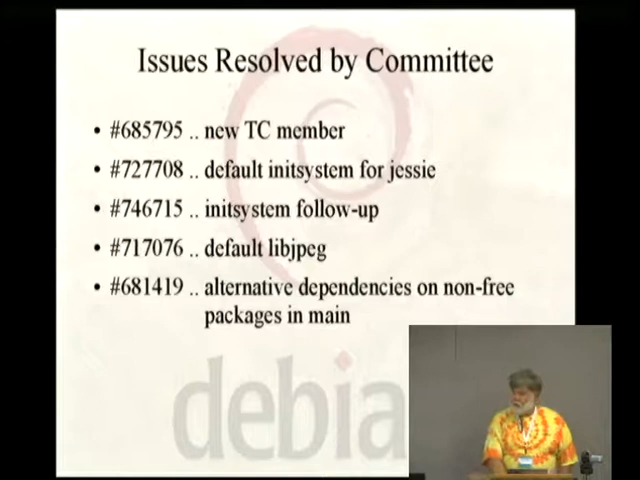 Issues Resolved by Committee
• #685795 .. new TC member
• #727708 .. default initsystem for jessie
• #746715 .. initsystem follow-up
• #717076 .. default libjpeg
• #681419 .. alternative dependencies on non-free
packages in main
debia